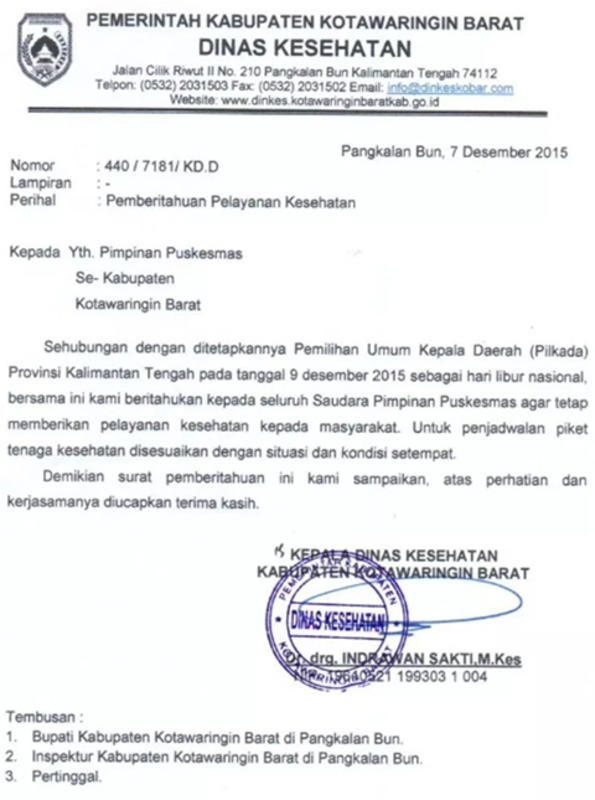 PEMERINTAH KABUPATEN KOTAWARINGIN BARAT
DINAS KESEHATAN
Jalan Cilik Riwut II No. 210 Pangkalan Bun Kalimantan Tengah 74112
Telpon: (0532) 2031503 Fax: (0532) 2031502 Email: info@dinkeskobar.com
Website: www.dinkes.kotawaringinbaratkab.go.id
Pangkalan Bun, 7 Desember 2015
Nomor : 440 / 7181/ KD.D
Lampiran : -
Perihal : Pemberitahuan Pelayanan Kesehatan
Kepada Yth. Pimpinan Puskesmas
Se- Kabupaten
Kotawaringin Barat
Sehubungan dengan ditetapkannya Pemilihan Umum Kepala Daerah (Pilkada)
Provinsi Kalimantan Tengah pada tanggal 9 desember 2015 sebagai hari libur nasional,
bersama ini kami beritahukan kepada seluruh Saudara Pimpinan Puskesmas agar tetap
memberikan pelayanan kesehatan kepada masyarakat. Untuk penjadwalan piket
tenaga kesehatan disesuaikan dengan situasi dan kondisi setempat.
Demikian surat pemberitahuan ini kami sampaikan, atas perhatian dan
kerjasamanya diucapkan terima kasih.
KEPALA DINAS KESEHATAN
KABUPATEN KOTAWARINGIN BARAT
PEMERINTAH KABUPATEN
DINAS KESEHATAN
KOTAWARINGIN BARAT
drg. INDRAWAN SAKTI,M.Kes
199303 1 004
Tembusan :
1. Bupati Kabupaten Kotawaringin Barat di Pangkalan Bun.
2. Inspektur Kabupaten Kotawaringin Barat di Pangkalan Bun.
3. Pertinggal.